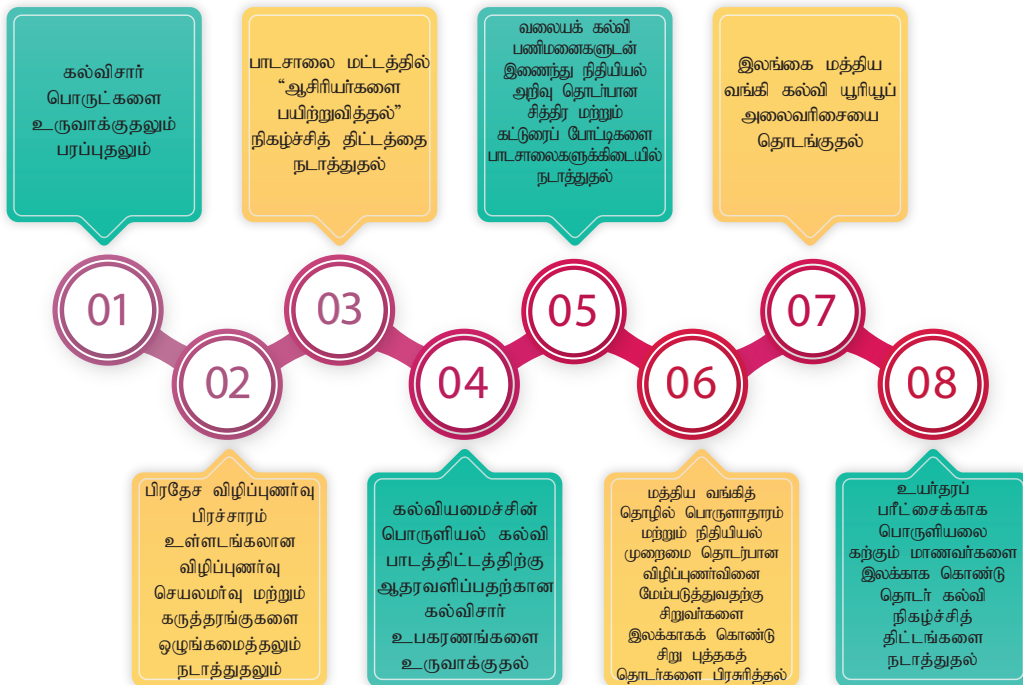 கல்விசார்
பொருட்களை
உருவாக்குதலும்
பரப்புதலும்
01
பிரதேச விழிப்புணர்வு
பிரச்சாரம்
உள்ளடங்கலான
விழிப்புணர்வு
செயலமர்வு மற்றும்
கருத்தரங்குகளை
ஒழுங்கமைத்தலும்
நடாத்துதலும்
02
பாடசாலை மட்டத்தில்
“ஆசிரியர்களை
பயிற்றுவித்தல்”
நிகழ்ச்சித் திட்டத்தை
நடாத்துதல்
03
கல்வியமைச்சின்
பொருளியல் கல்வி
பாடத்திட்டத்திற்கு
ஆதரவளிப்பதற்கான
கல்விசார்
உபகரணங்களை
உருவாக்குதல்
04
வலையக் கல்வி
பணிமனைகளுடன்
இணைந்து நிதியியல்
அறிவு தொடர்பான
சித்திர மற்றும்
கட்டுரைப் போட்டிகளை
பாடசாலைகளுக்கிடையில்
நடாத்துதல்
05
மத்திய வங்கித்
தொழில் பொருளாதாரம்
மற்றும் நிதியியல்
முறைமை தொடர்பான
விழிப்புணர்வினை
மேம்படுத்துவதற்கு
சிறுவர்களை
இலக்காகக் கொண்டு
சிறு புத்தகத்
தொடர்களை பிரசுரித்தல்
06
இலங்கை மத்திய
வங்கி கல்வி யூரியூப்
அலைவரிசையை
தொடங்குதல்
07
உயர்தரப்
பரீட்சைக்காக
பொருளியலை
கற்கும் மாணவர்களை
இலக்காக கொண்டு
தொடர் கல்வி
நிகழ்ச்சித்
திட்டங்களை
நடாத்துதல்
08